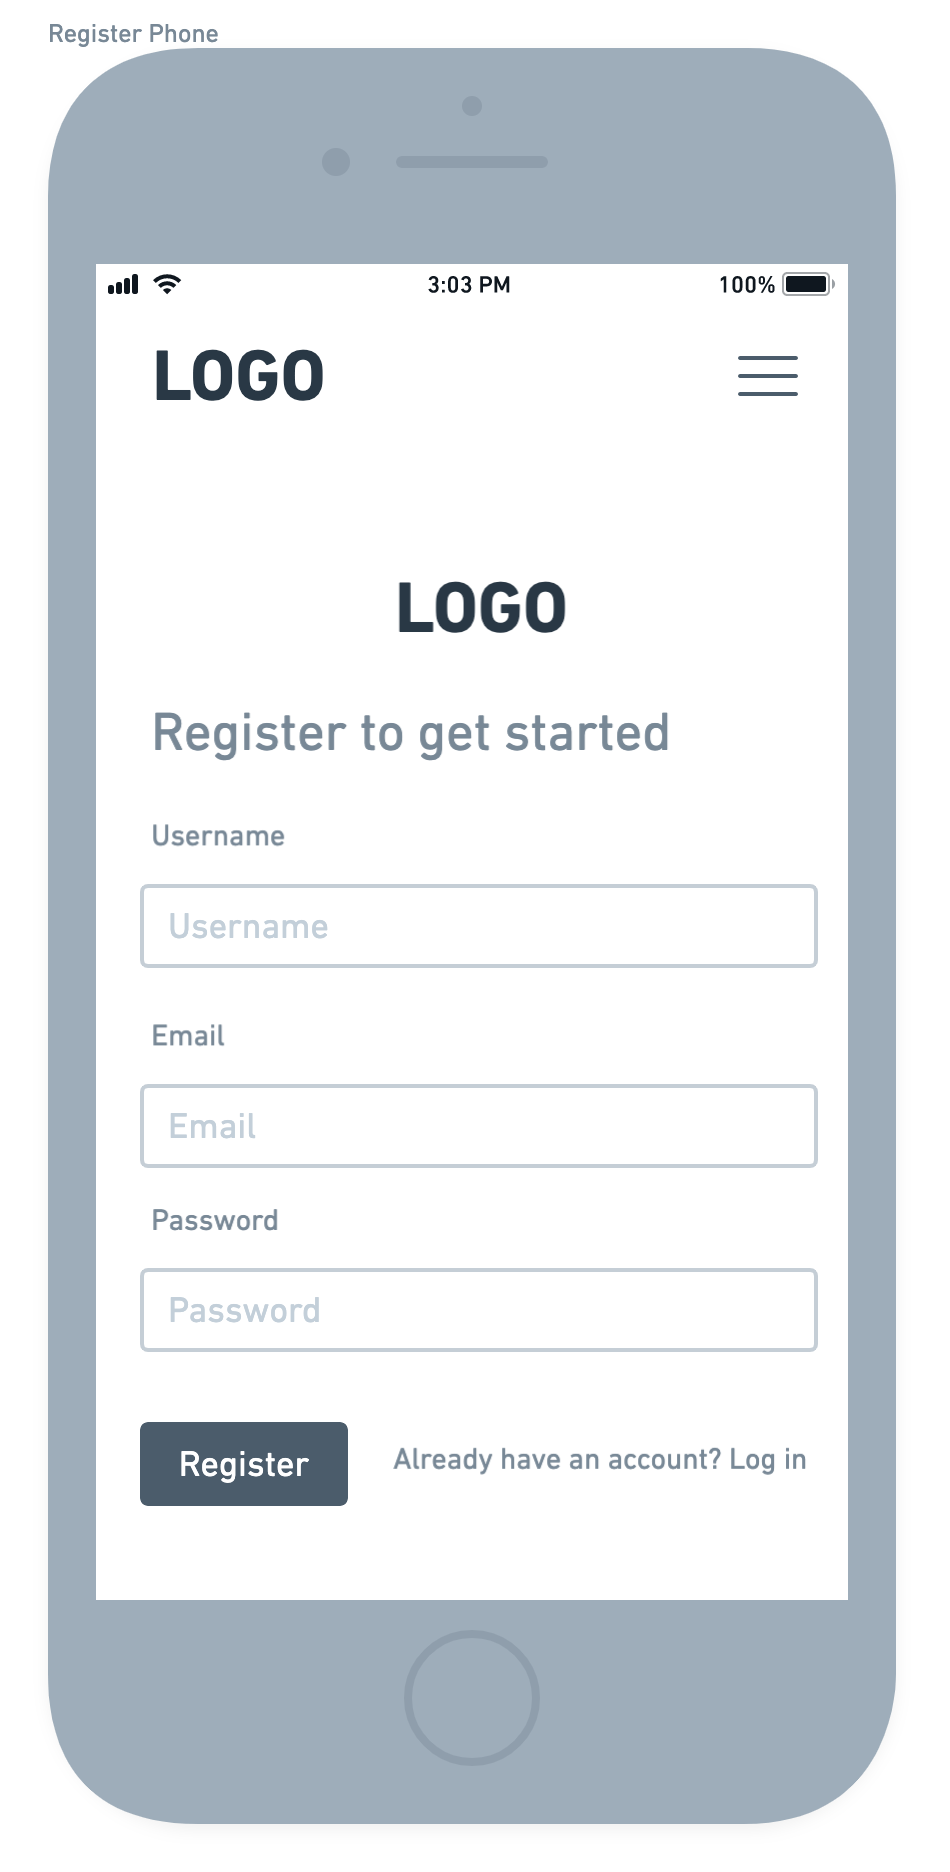 Register Phone
3:03 PM
100%
LOGO
LOGO
Register to get started
Username
Username
Email
Email
Password
Password
Register
Already have an account? Log in